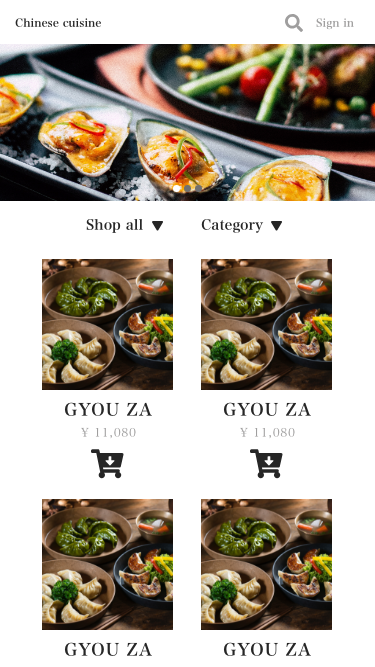 Chinese cuisine Sign in
Shop all Category
GYOU ZA GYOU ZA
¥ 11,080 ¥ 11,080
GYOU ZA GYOU ZA